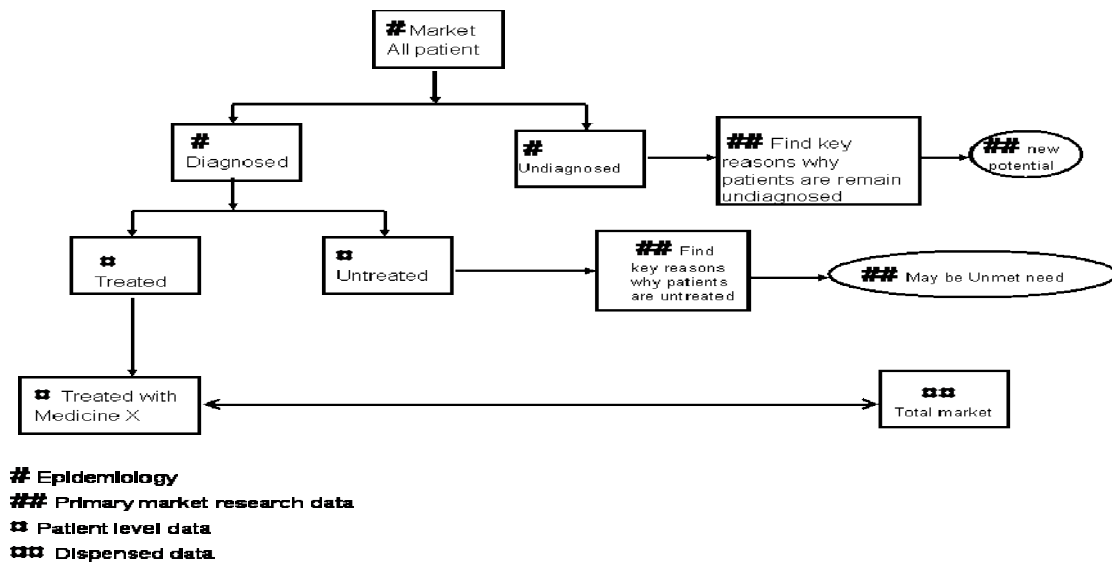 # Market
All patient
#
Diagnosed
#
Undiagnosed
## Find key
reasons why
patients are remain
undiagnosed
## new
potential
¤
Treated
¤
Untreated
## Find
key reasons
why patients
are untreated
## May be Unmet need
¤ Treated with
Medicine X
¤¤
Total market
# Epidemiology
## Primary market research data
¤ Patient level data
¤¤ Dispensed data